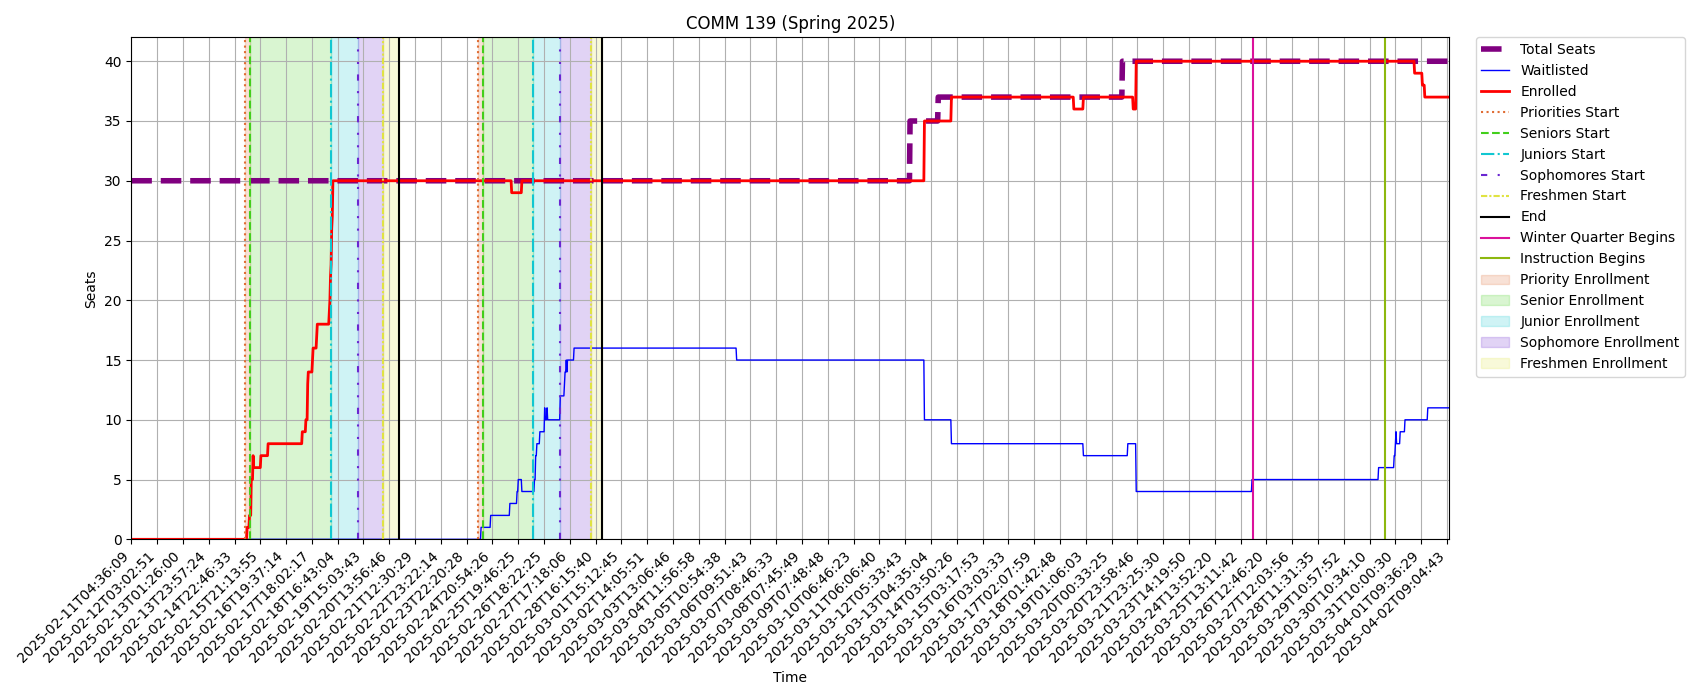 COMM 139 (Spring 2025)
Seats
40
35
30
25
20
15
10
5
0
2025-02-11T04:36:09
2025-02-12T03:02:51
2025-02-13T01:26:00
2025-02-13T23:57:24
2025-02-14T22:46:33
2025-02-15T21:13:55
2025-02-16T19:37:14
2025-02-17T18:02:17
2025-02-18T16:43:04
2025-02-19T15:03:43
2025-02-20T13:56:46
2025-02-21T12:30:29
2025-02-22T23:22:14
2025-02-23T22:20:28
2025-02-24T20:54:26
2025-02-25T19:46:25
2025-02-26T18:22:25
2025-02-27T17:18:06
2025-02-28T16:15:40
2025-03-01T15:12:45
2025-03-02T14:05:51
2025-03-03T13:06:46
2025-03-04T11:56:58
2025-03-05T10:54:38
2025-03-06T09:51:43
2025-03-07T08:46:33
2025-03-08T07:45:49
2025-03-09T07:48:48
2025-03-10T06:46:23
2025-03-11T06:06:40
2025-03-12T05:33:43
2025-03-13T04:35:04
2025-03-14T03:50:26
2025-03-15T03:17:53
2025-03-16T03:03:33
2025-03-17T02:07:59
2025-03-18T01:42:48
2025-03-19T01:06:03
2025-03-20T00:33:25
2025-03-20T23:58:46
2025-03-21T23:25:30
2025-03-23T14:19:50
2025-03-24T13:52:20
2025-03-25T13:11:42
2025-03-26T12:46:20
2025-03-27T12:03:56
2025-03-28T11:31:35
2025-03-29T10:57:52
2025-03-30T10:34:10
2025-03-31T10:00:30
2025-04-01T09:36:29
2025-04-02T09:04:43
Time
Total Seats
Waitlisted
Enrolled
Priorities Start
Seniors Start
Juniors Start
Sophomores Start
Freshmen Start
End
Winter Quarter Begins
Instruction Begins
Priority Enrollment
Senior Enrollment
Junior Enrollment
Sophomore Enrollment
Freshmen Enrollment